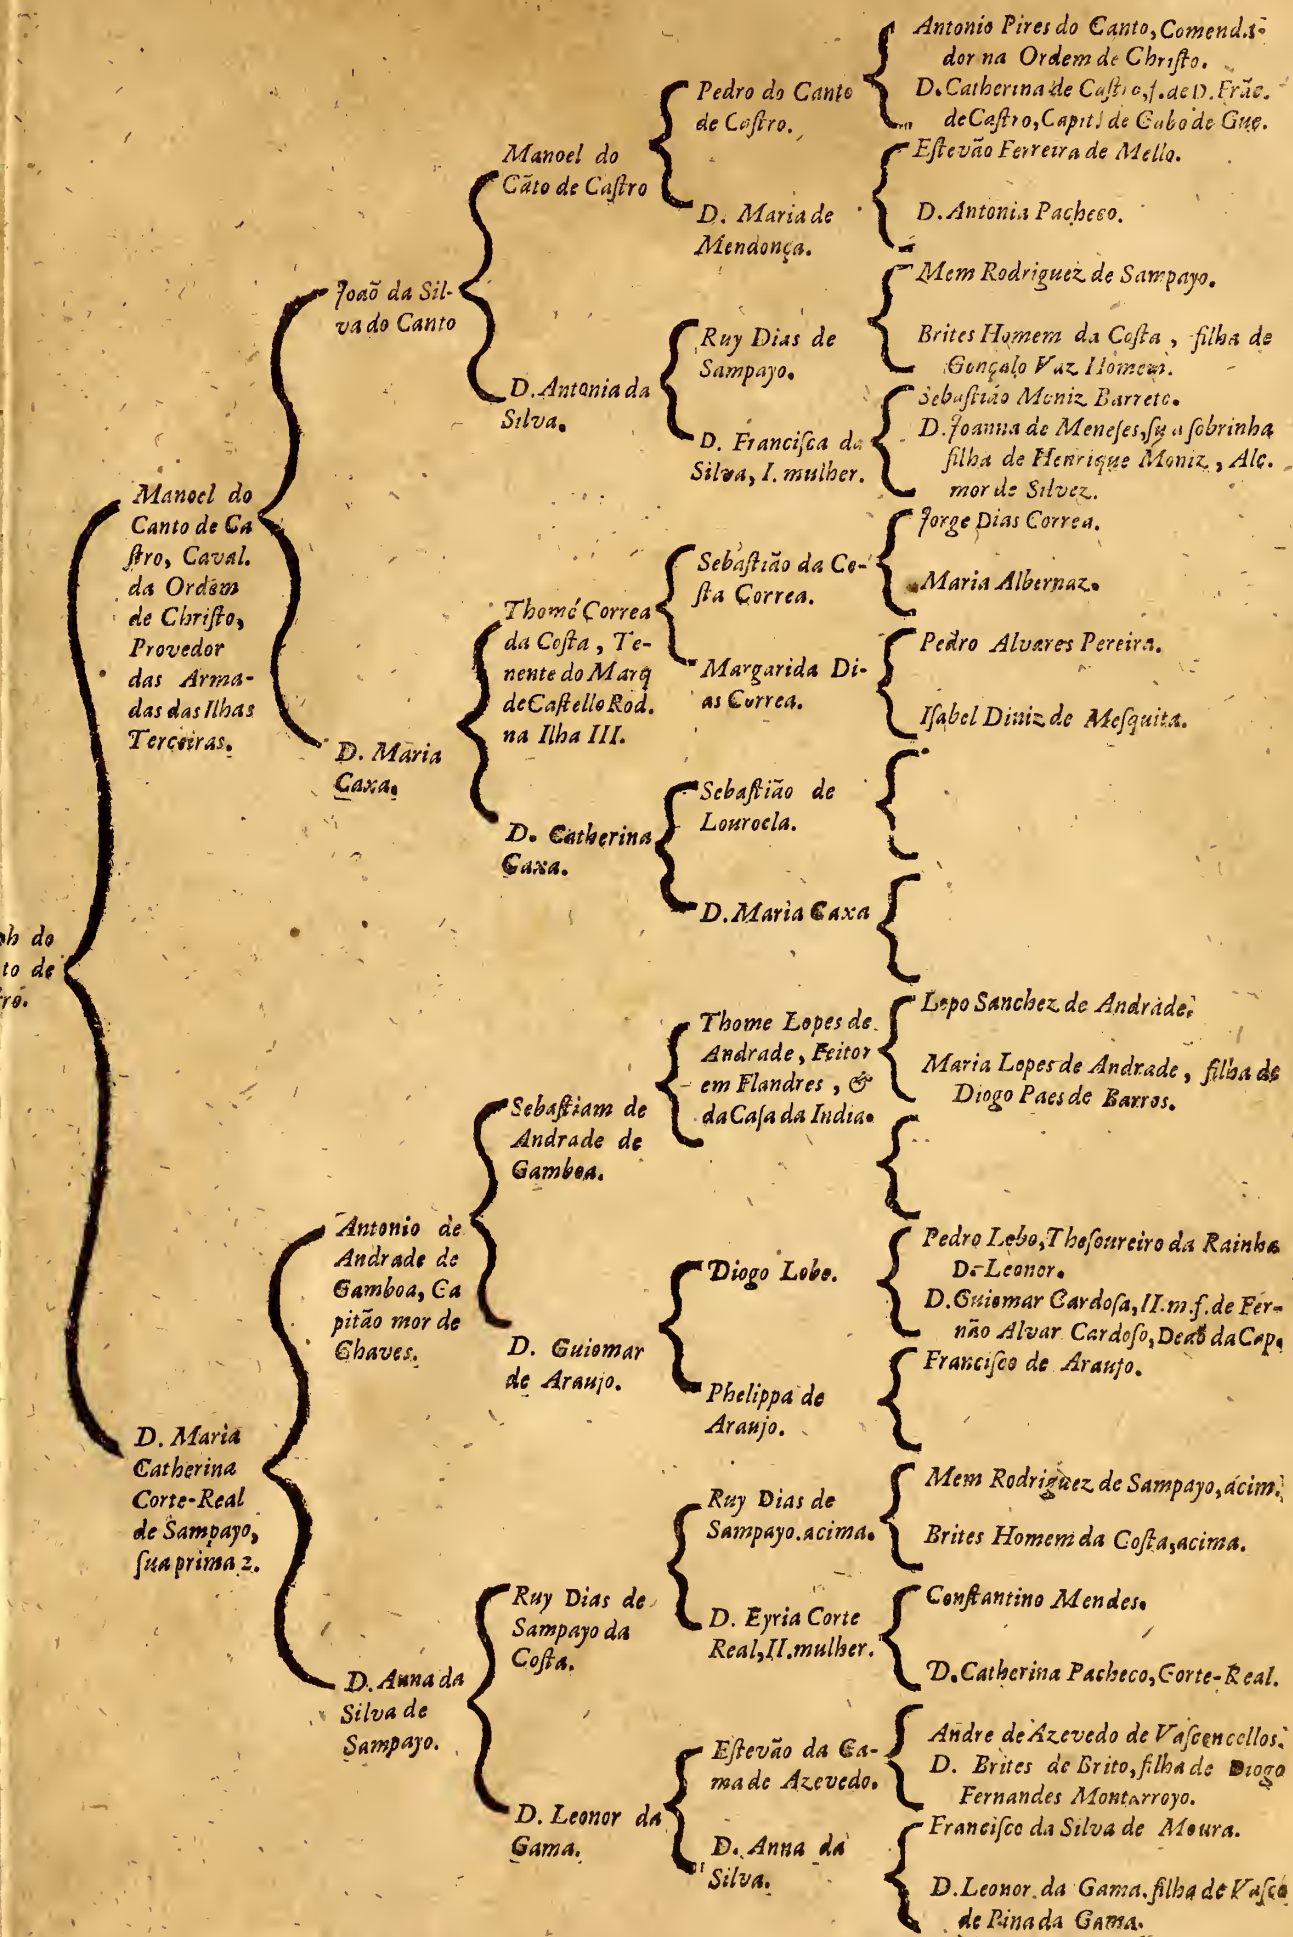 Antonio Pires do Canto, Comend.
dor na Ordem de Chriſto.
D. Catherina de Caſtro, f. de D. Frāc.
de Caſtro, Capit. de Cabo de Gue.
Pedro do Canto
de Caſtro.
Eſtevão Ferreira de Mello.
D. Antonia Pacheco.
D. Maria de
Mendonça.
Manoel do
Cāto de Caſtro
Mem Rodriguez de Sampayo.
Brites Homem da Coſta, filha de
Gonçalo Vaz Homem.
Ruy Dias de
Sampayo.
Sebaſtião Moniz Barreto.
D. Joanna de Meneſes, ſua ſobrinha
filha de Henrique Moniz, Alc.
mor de Silvez.
D. Franciſca da
Silva, I. mulher.
D. Antonia da
Silva.
Joaõ da Sil-
va do Canto
Jorge Dias Correa.
Maria Albernaz.
Sebaſtião da Co-
ſta Correa.
Pedro Alvares Pereira.
Iſabel Diniz de Meſquita.
Margarida Di-
as Correa.
Thomé Correa
da Coſta, Te-
nente do Marq
de Caſtello Rod.
na Ilha III.
Sebaſtião de
Louroela.
D. Maria Caxa
D. Catherina
Caxa.
D. Maria
Caxa.
Manoel do
Canto de Ca
ſtro, Caval.
da Ordem
de Chriſto,
Provedor
das Arma-
das das Ilhas
Terceiras.
do
to de
Lopo Sanchez de Andrade.
Maria Lopes de Andrade, filha de
Diogo Paes de Barros.
Thome Lopes de
Andrade, Feitor
em Flandres, &
da Caſa da India.
Sebaſtiam de
Andrade de
Gamboa.
Pedro Lobo, Theſoureiro da Rainha
D. Leonor.
D. Guiomar Cardoſa, II. m. f. de Fer-
não Alvar Cardoſo, Deaõ da Cap.
Diogo Lobo.
Franciſco de Araujo.
Phelippa de
Araujo.
D. Guiomar
de Araujo.
Antonio de
Andrade de
Gamboa, Ca
pitão mor de
Chaves.
Mem Rodriguez de Sampayo, acim.
Brites Homem da Coſta, acima.
Ruy Dias de
Sampayo. acima.
Conſtantino Mendes.
D. Catherina Pacheco, Corte-Real.
D. Eyria Corte
Real, II. mulher.
Ruy Dias de
Sampayo da
Coſta.
Andre de Azevedo de Vaſconcellos.
D. Brites de Brito, filha de Diogo
Fernandes Montarroyo.
Eſtevão da Ga-
ma de Azevedo.
Franciſco da Silva de Moura.
D. Leonor da Gama. filha de Vaſco
de Pina da Gama.
D. Anna da
Silva.
D. Leonor da
Gama.
D. Anna da
Silva de
Sampayo.
D. Maria
Catherina
Corte-Real
de Sampayo,
ſua prima 2.